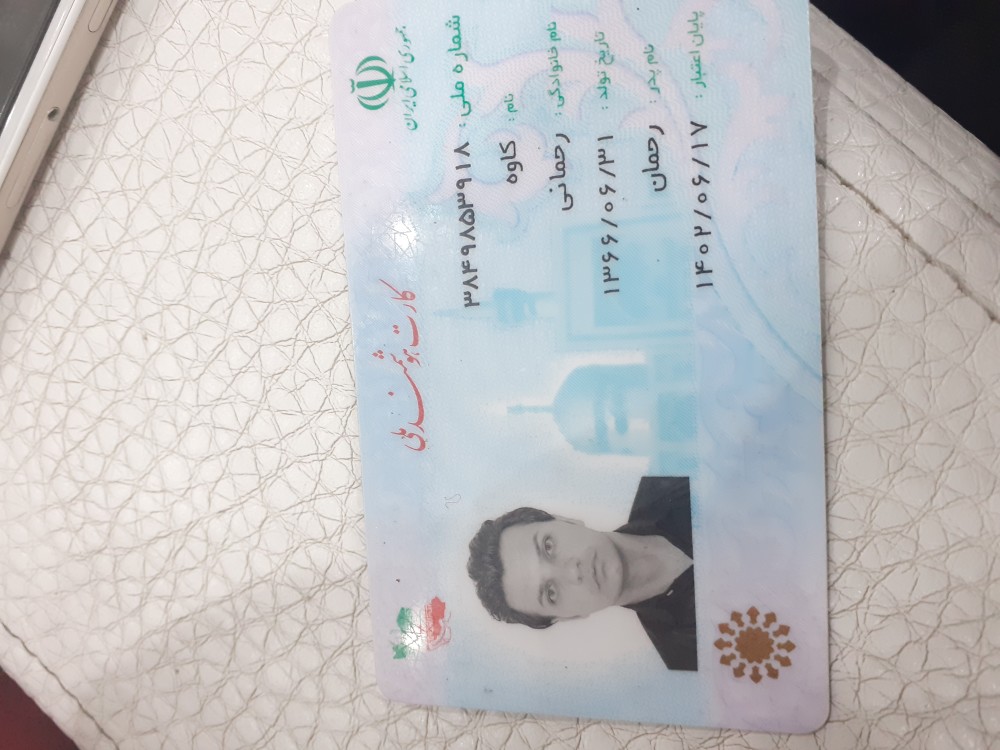 جمهوری اسلامی ایران
کارت هوشمند ملی
شماره ملی : ۳۸۴۹۸۵۳۹۱۸
نام : کاوه
نام خانوادگی : رحمانی
تاریخ تولد : ۱۳۶۶/۰۶/۳۱
نام پدر : رحمان
پایان اعتبار : ۱۴۰۲/۰۶/۱۷